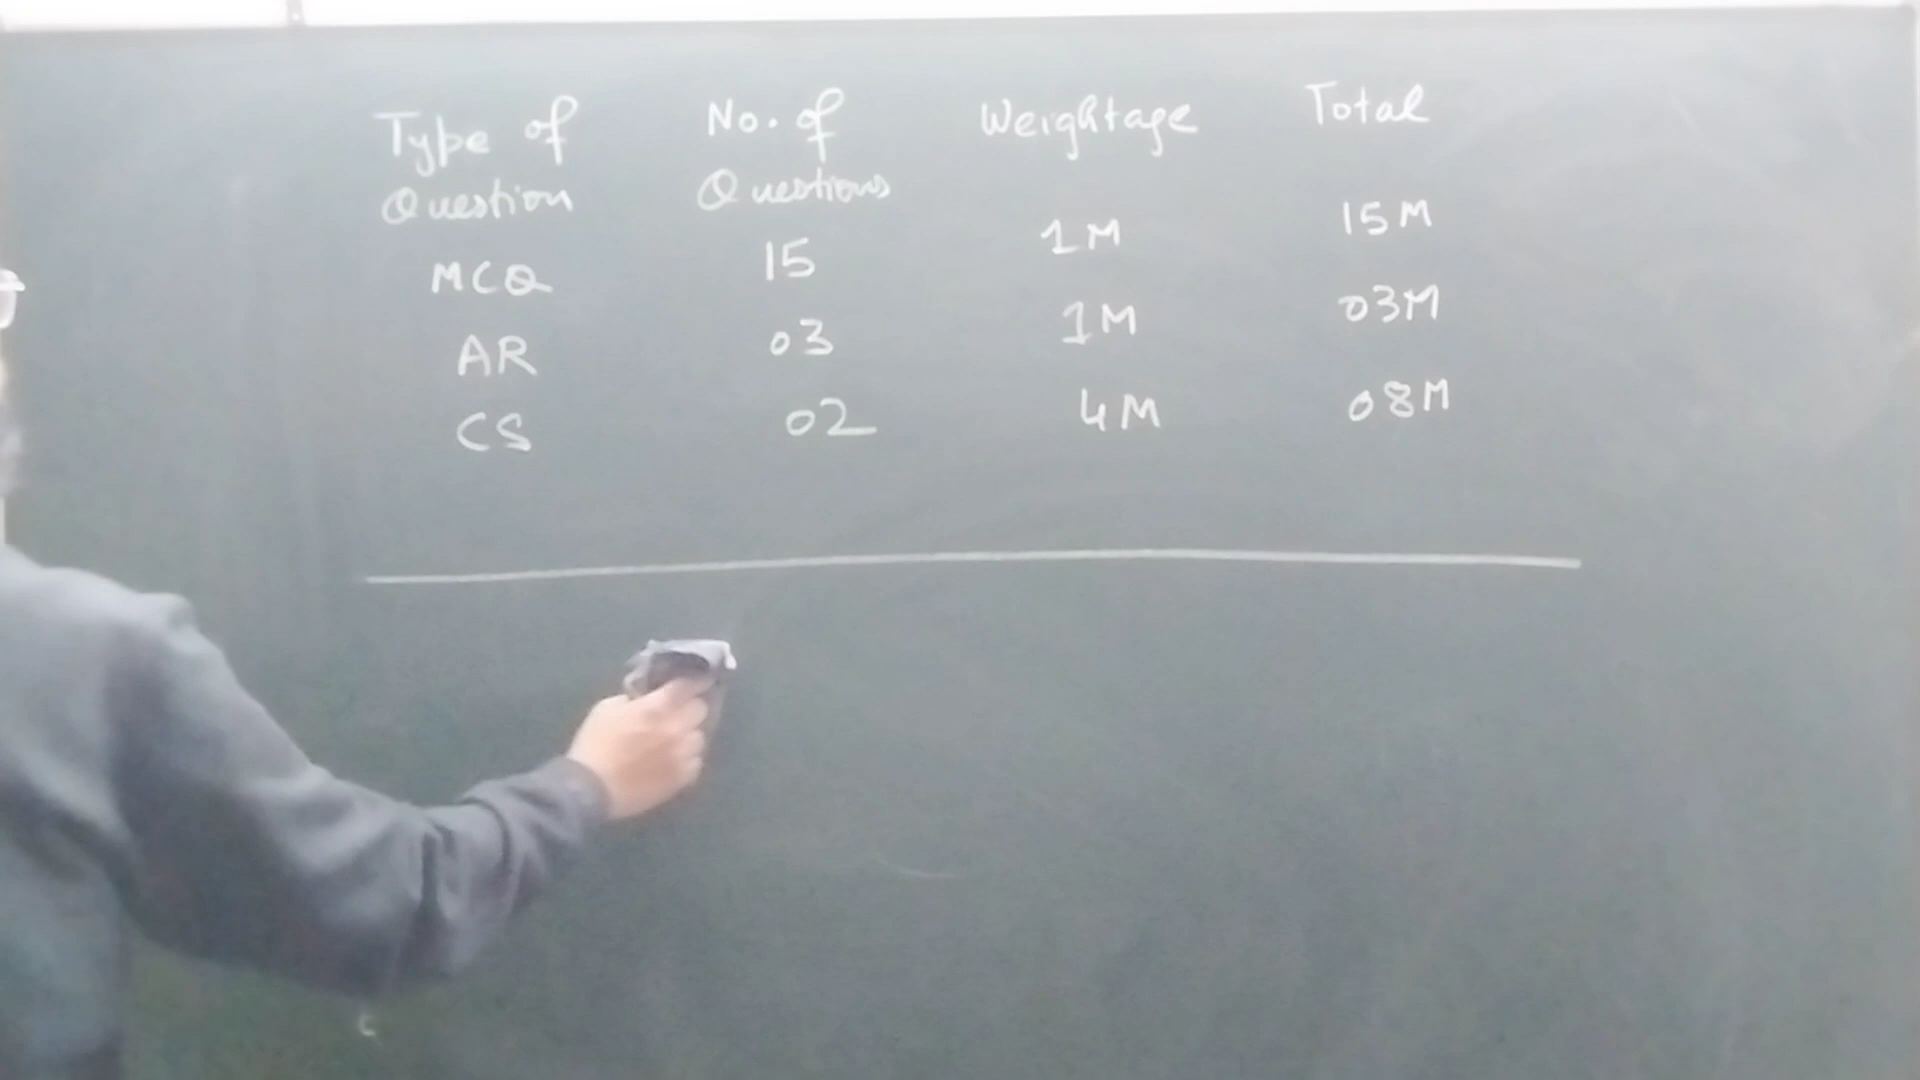 Type of Question No. of Questions Weightage Total
MCQ 15 1M 15M
AR 03 1M 03M
CS 02 4M 08M